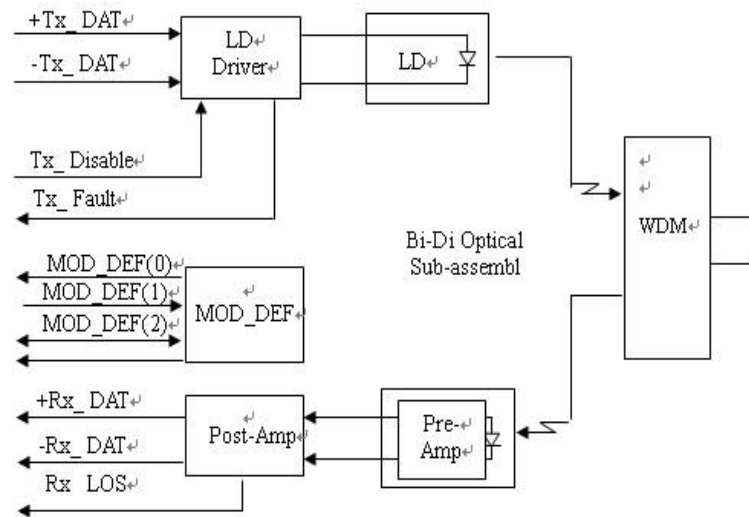 +Tx_ DAT↵
-Tx_ DAT↵
LD↵
Driver↵
LD↵
Tx_ Disable↵
Tx_ Fault↵
↵
↵
WDM↵
Bi-Di Optical
Sub-assembl
MOD_DEF(0)↵
MOD_DEF(1)↵
MOD_DEF(2)↵
↵
MOD_DEF↵
+Rx_ DAT↵
-Rx_ DAT↵
Rx LOS↵
↵
Post-Amp↵
Pre-↵
Amp↵